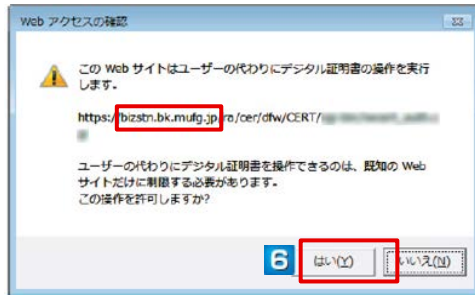 Web アクセスの確認
この Web サイトはユーザーの代わりにデジタル証明書の操作を実行
します。
https://bizstn.bk.mufg.jp/ra/cer/dfw/CERT/
ユーザーの代わりにデジタル証明書を操作できるのは、既知の Web
サイトだけに制限する必要があります。
この操作を許可しますか?
6 はい(Y) いいえ(N)